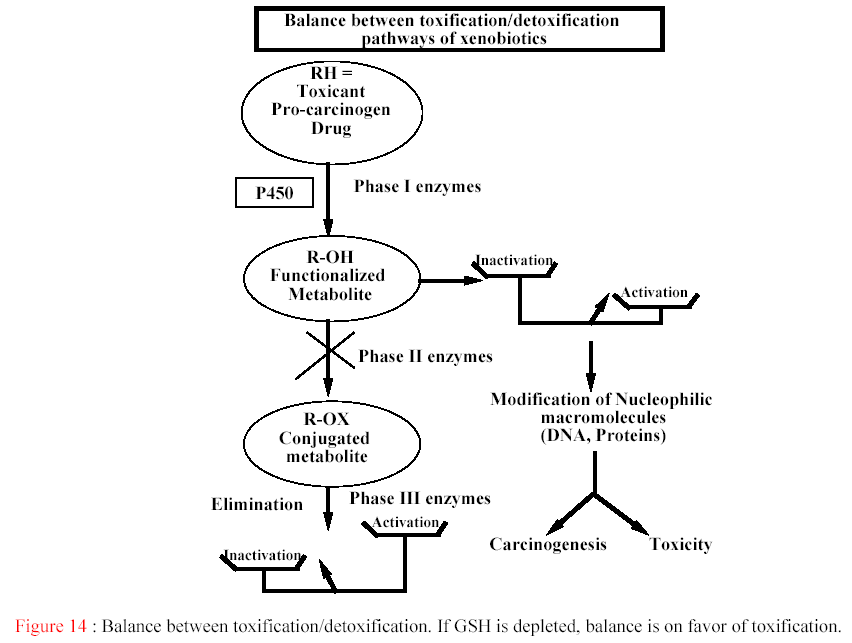 Balance between toxification/detoxification
pathways of xenobiotics
RH =
Toxicant
Pro-carcinogen
Drug
P450
Phase I enzymes
R-OH
Functionalized
Metabolite
Inactivation
Activation
Phase II enzymes
Modification of Nucleophilic
macromolecules
(DNA, Proteins)
R-OX
Conjugated
metabolite
Elimination
Phase III enzymes
Activation
Inactivation
Carcinogenesis
Toxicity
Figure 14 : Balance between toxification/detoxification. If GSH is depleted, balance is on favor of toxification.